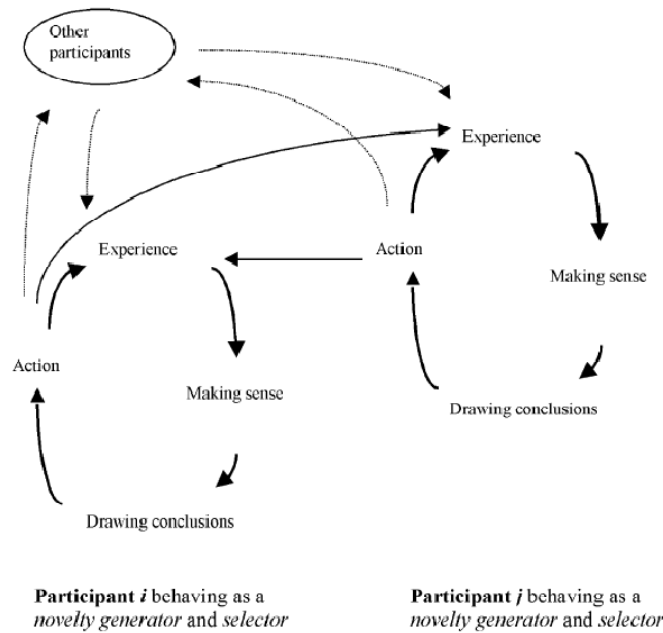 Other
participants
Experience
Experience
Action
Making sense
Action
Making sense
Drawing conclusions
Drawing conclusions
Participant i behaving as a
novelty generator and selector
Participant j behaving as a
novelty generator and selector